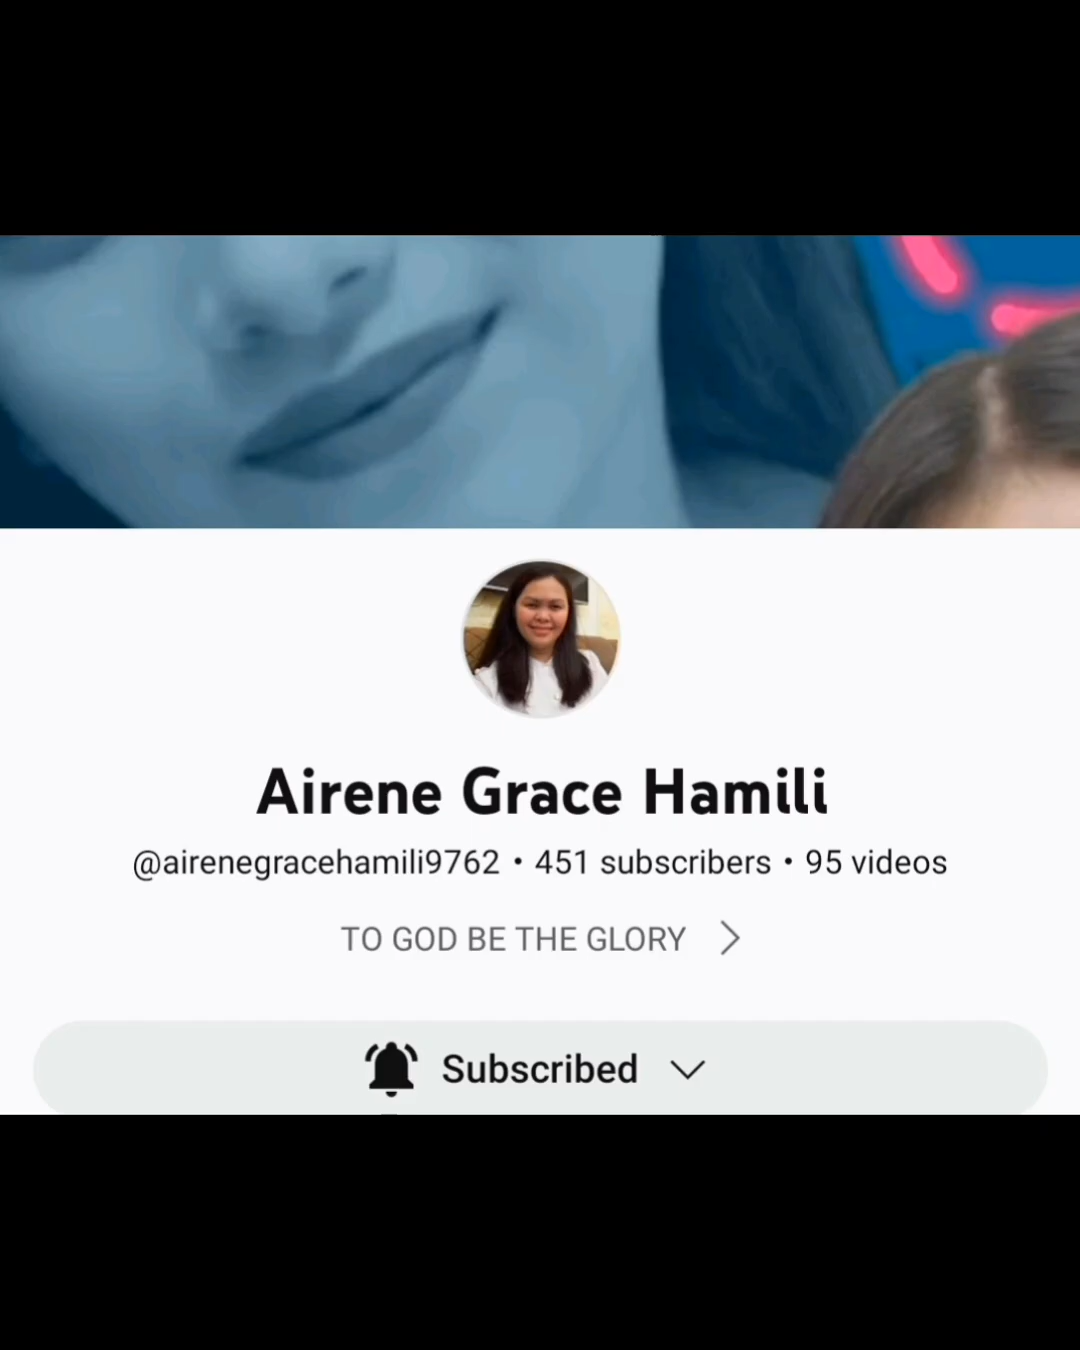 Airene Grace Hamili
@airenegracehamili9762 • 451 subscribers • 95 videos
TO GOD BE THE GLORY
Subscribed